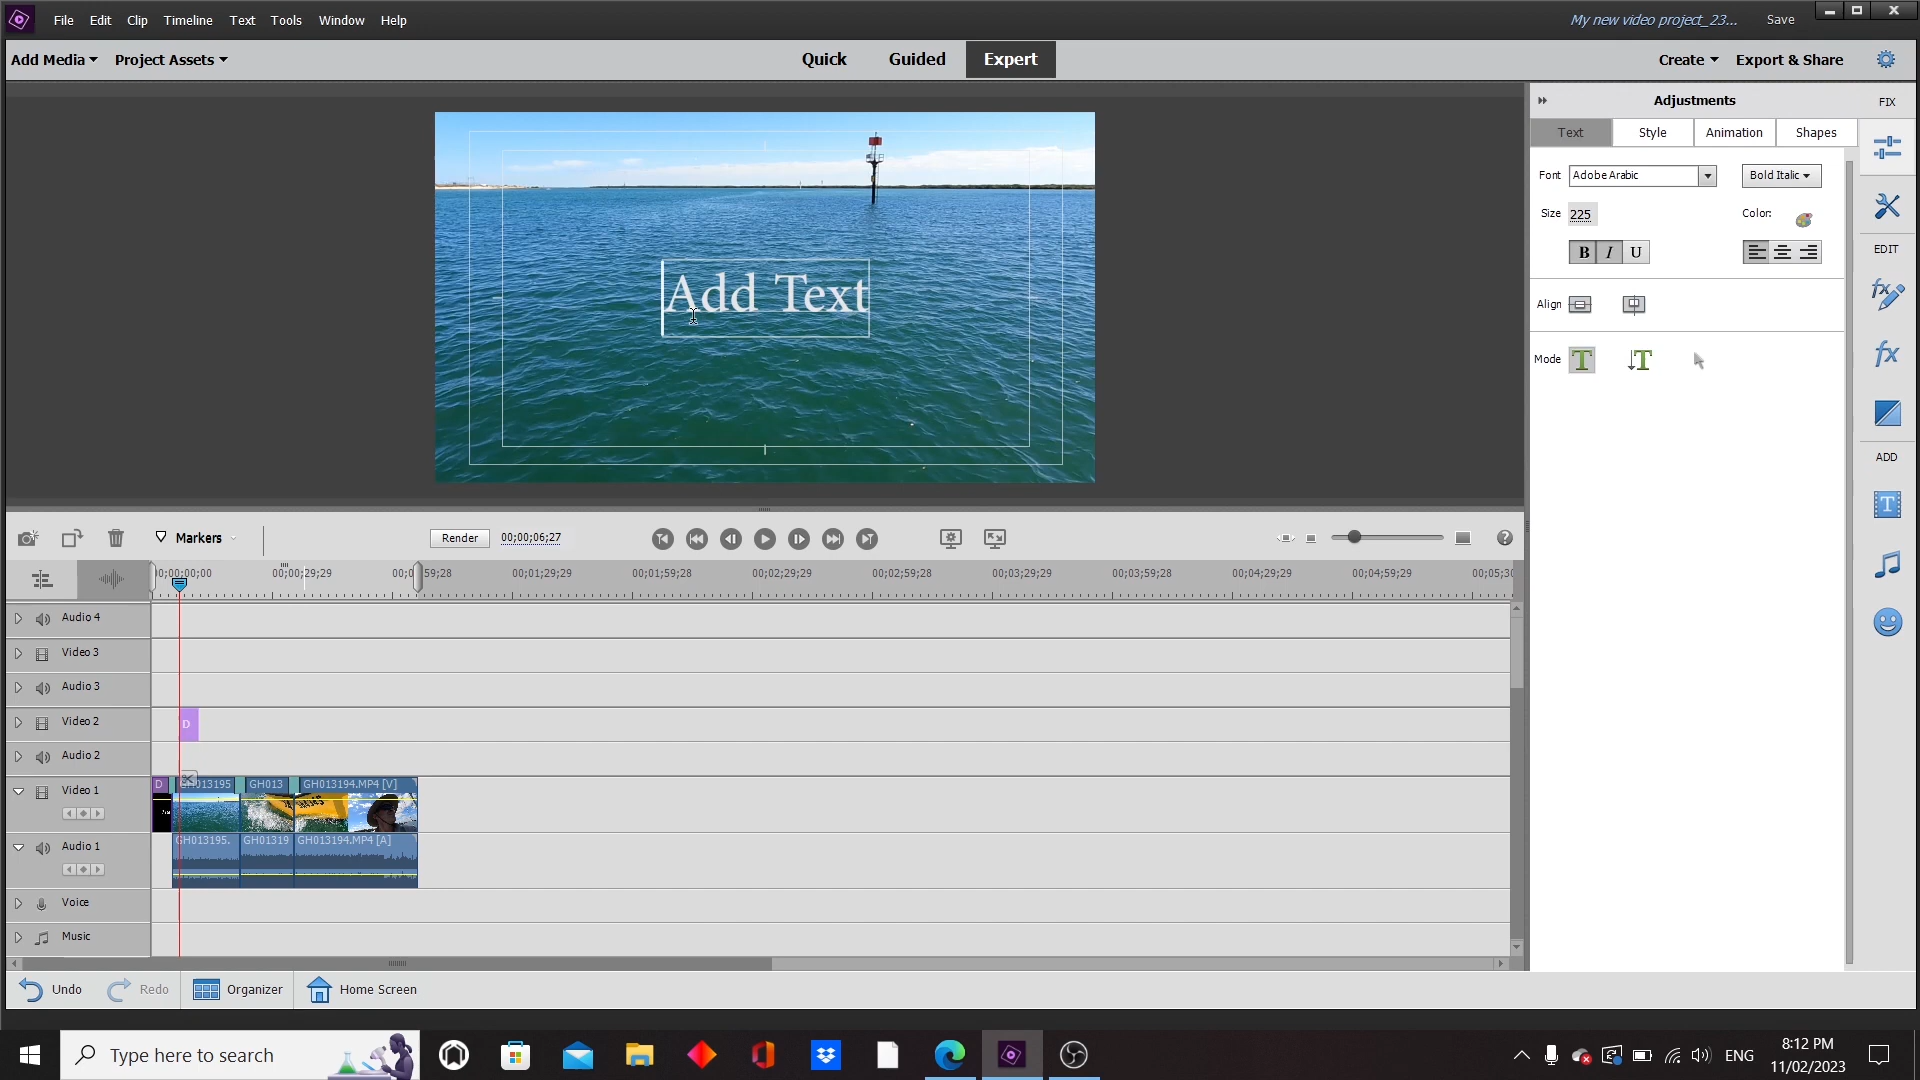 File Edit Clip Timeline Text Tools Window Help My new video project_23... Save
Add Media Project Assets Quick Guided Expert Create Export & Share
Adjustments FIX
Text Style Animation Shapes
Font Adobe Arabic Bold Italic
Size 225 Color:
B I U
EDIT
Add Text
Align
Mode T T
fx
ADD
T
Markers Render 00;00;06;27
00;00;29;29 00;01;29;29 00;01;59;28 00;02;29;29 00;02;59;28 00;03;29;29 00;03;59;28 00;04;29;29 00;04;59;29
Audio 4
Video 3
Audio 3
Video 2 D
Audio 2
Video 1 D GH013195 GH013 GH013194.MP4 [V]
Audio 1 GH013195. GH01319 GH013194.MP4 [A]
Voice
Music
Undo Redo Organizer Home Screen
Type here to search ENG 8:12 PM
11/02/2023